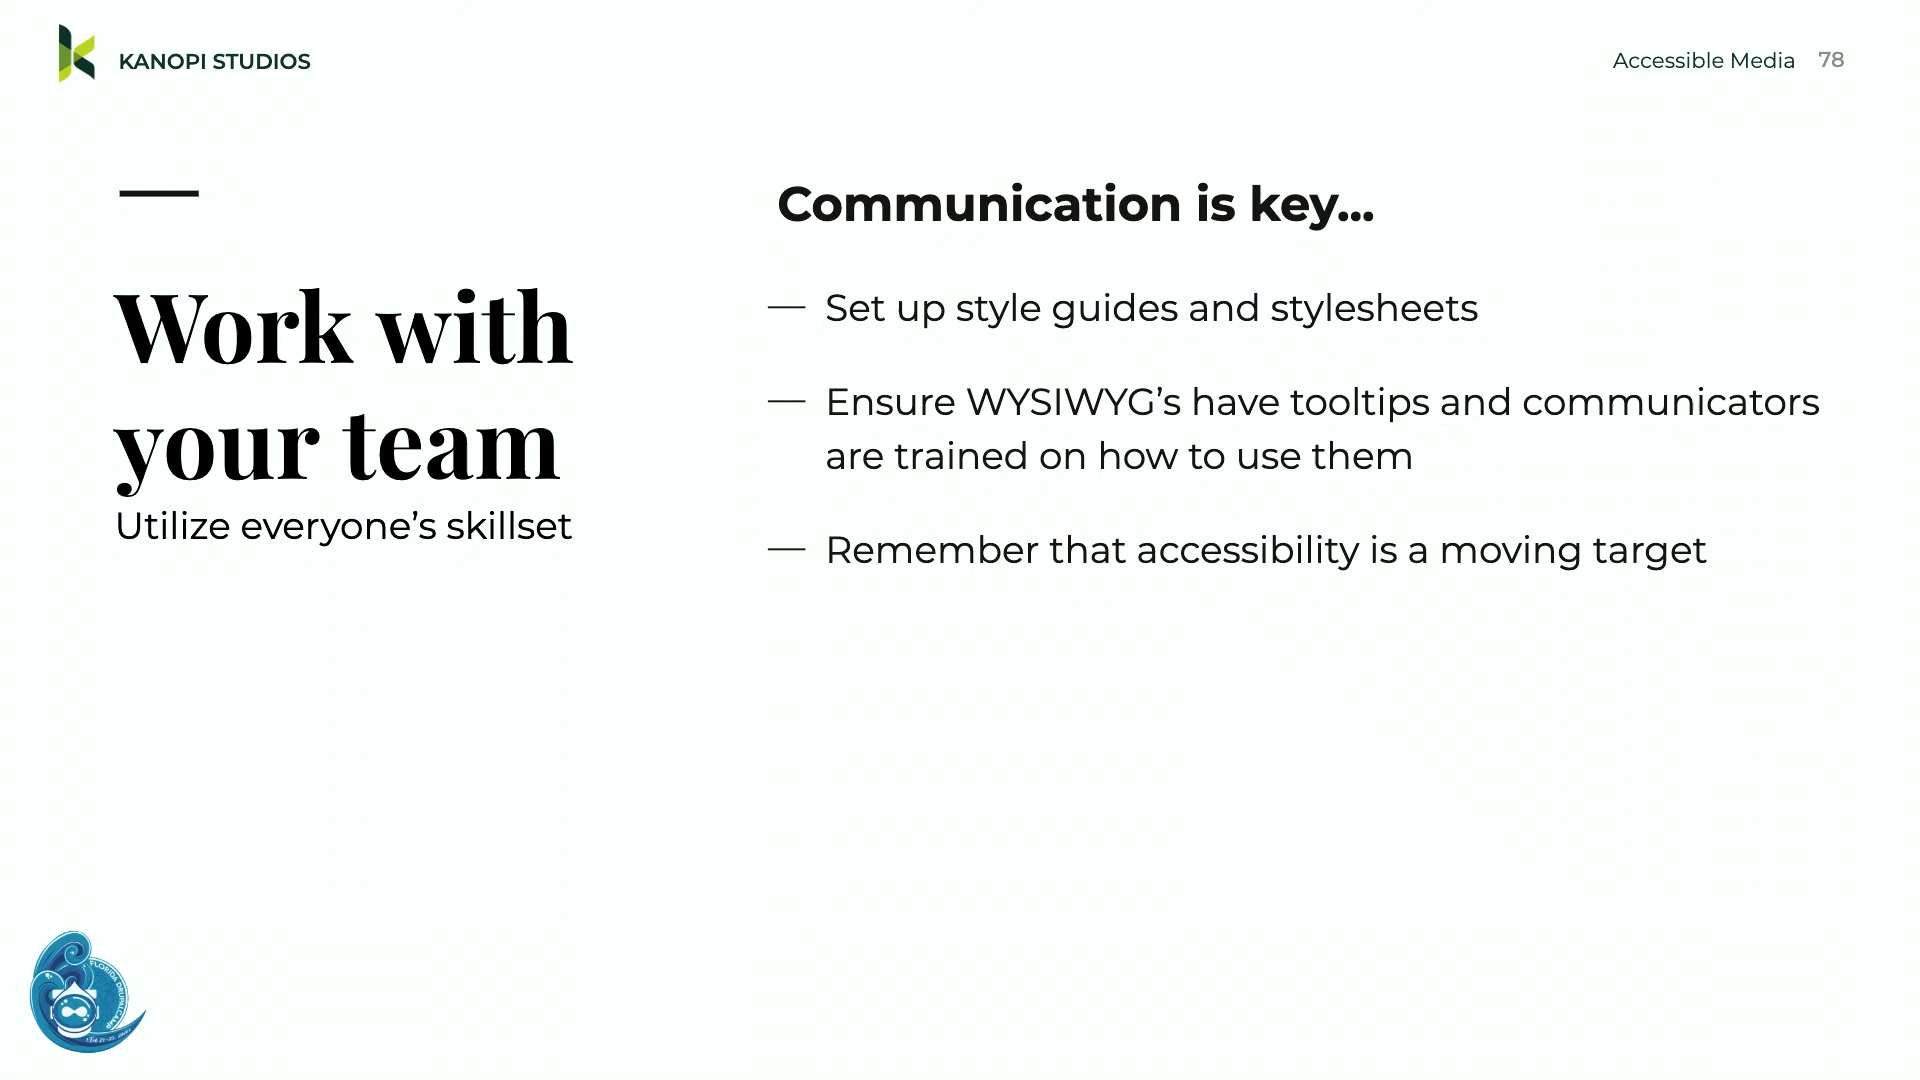 KANOPI STUDIOS
Accessible Media 78
Work with
your team
Utilize everyone’s skillset
Communication is key...
— Set up style guides and stylesheets
— Ensure WYSIWYG’s have tooltips and communicators
are trained on how to use them
— Remember that accessibility is a moving target
FLORIDA DRUPALCAMP